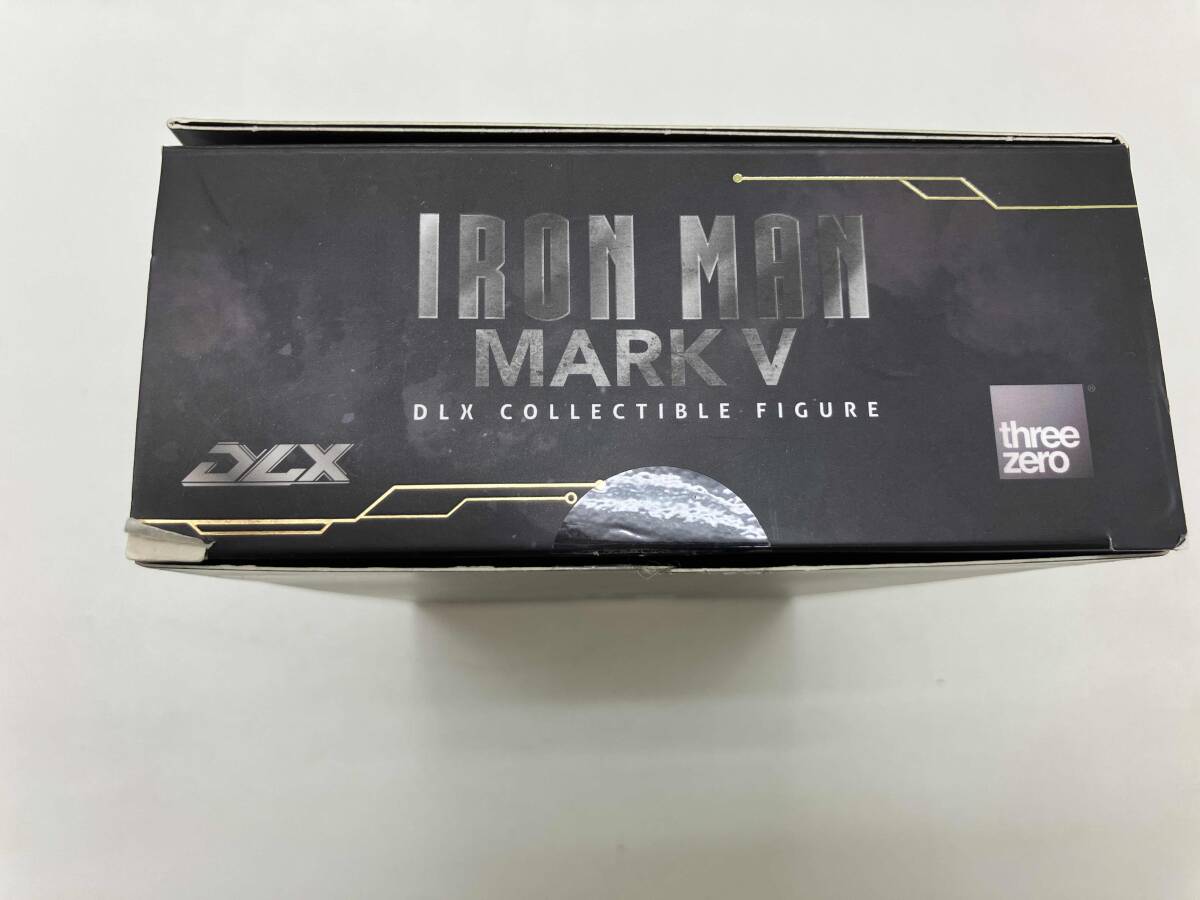 IRON MAN
MARK V
DLX COLLECTIBLE FIGURE
DLX
three
zero
®